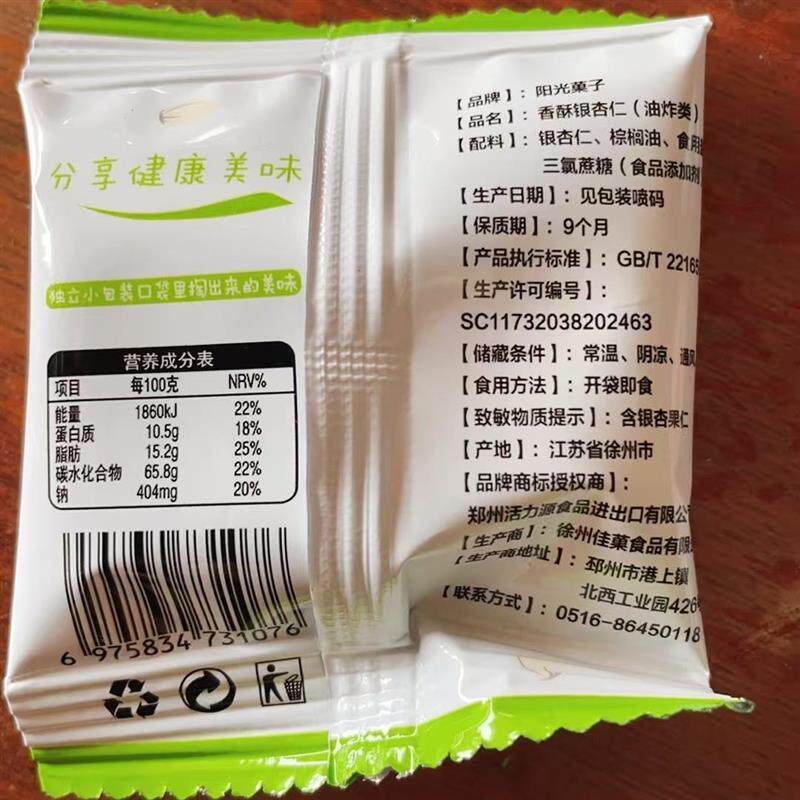 分享健康美味
独立小包装口袋里掏出来的美味
营养成分表
项目 每100克 NRV%
能量 1860kJ 22%
蛋白质 10.5g 18%
脂肪 15.2g 25%
碳水化合物 65.8g 22%
钠 404mg 20%
6 975834 731076
【品牌】：阳光菓子
【品名】：香酥银杏仁（油炸类）
【配料】：银杏仁、棕榈油、食用
三氯蔗糖（食品添加剂
【生产日期】：见包装喷码
【保质期】：9个月
【产品执行标准】：GB/T 22165
【生产许可编号】：
SC11732038202463
【储藏条件】：常温、阴凉、通风
【食用方法】：开袋即食
【致敏物质提示】：含银杏果仁
【产地】：江苏省徐州市
【品牌商标授权商】：
郑州活力源食品进出口有限公
【生产商】：徐州佳菓食品有限
【生产商地址】：邳州市港上镇
北西工业园426
【联系方式】：0516-86450118